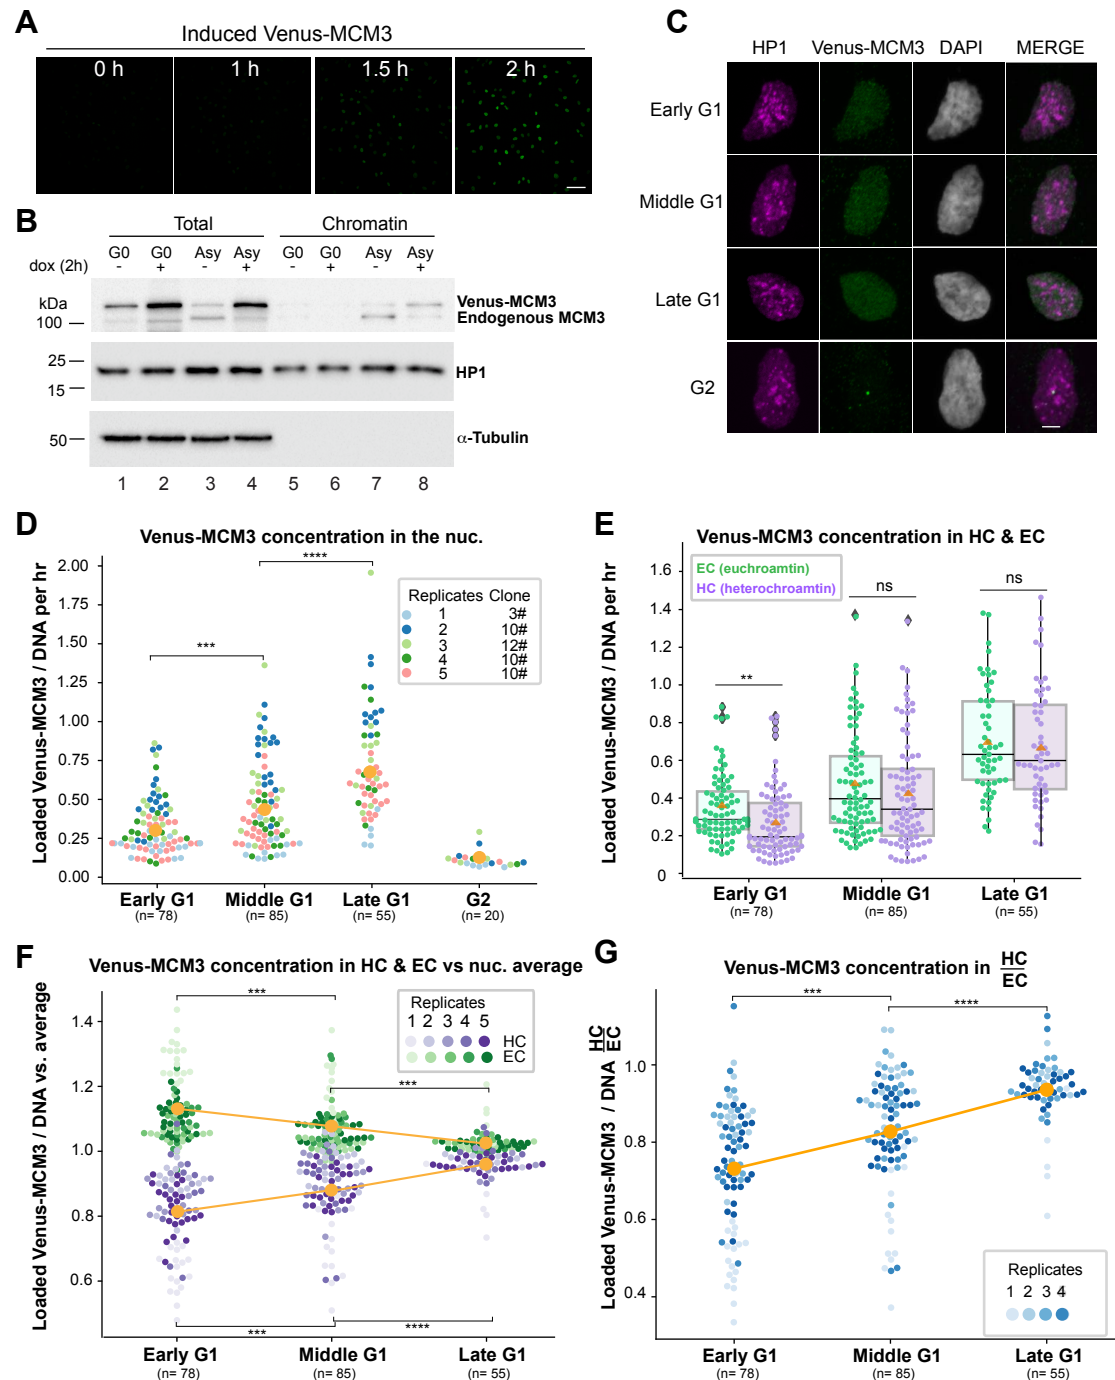 A
Induced Venus-MCM3
0 h 1 h 1.5 h 2 h
B
Total Chromatin
G0 G0 Asy Asy G0 G0 Asy Asy
dox (2h) - + - + - + - +
kDa
100
Venus-MCM3
Endogenous MCM3
25
15
HP1
50
α-Tubulin
1 2 3 4 5 6 7 8
C
HP1 Venus-MCM3 DAPI MERGE
Early G1
Middle G1
Late G1
G2
D
Venus-MCM3 concentration in the nuc.
Loaded Venus-MCM3 / DNA per hr
2.00
1.75
1.50
1.25
1.00
0.75
0.50
0.25
0.00
***
****
Replicates Clone
1 3#
2 10#
3 12#
4 10#
5 10#
Early G1 Middle G1 Late G1 G2
(n= 78) (n= 85) (n= 55) (n= 20)
E
Venus-MCM3 concentration in HC & EC
Loaded Venus-MCM3 / DNA per hr
1.6
1.4
1.2
1.0
0.8
0.6
0.4
0.2
0
EC (euchroamtin)
HC (heterochroamtin)
**
ns
ns
Early G1 Middle G1 Late G1
(n= 78) (n= 85) (n= 55)
F
Venus-MCM3 concentration in HC & EC vs nuc. average
Loaded Venus-MCM3 / DNA vs. average
1.4
1.2
1.0
0.8
0.6
***
***
***
****
Replicates
1 2 3 4 5
HC
EC
Early G1 Middle G1 Late G1
(n= 78) (n= 85) (n= 55)
G
Venus-MCM3 concentration in HC
EC
Loaded Venus-MCM3 / DNA HC
EC
1.0
0.8
0.6
0.4
***
****
Replicates
1 2 3 4
Early G1 Middle G1 Late G1
(n= 78) (n= 85) (n= 55)